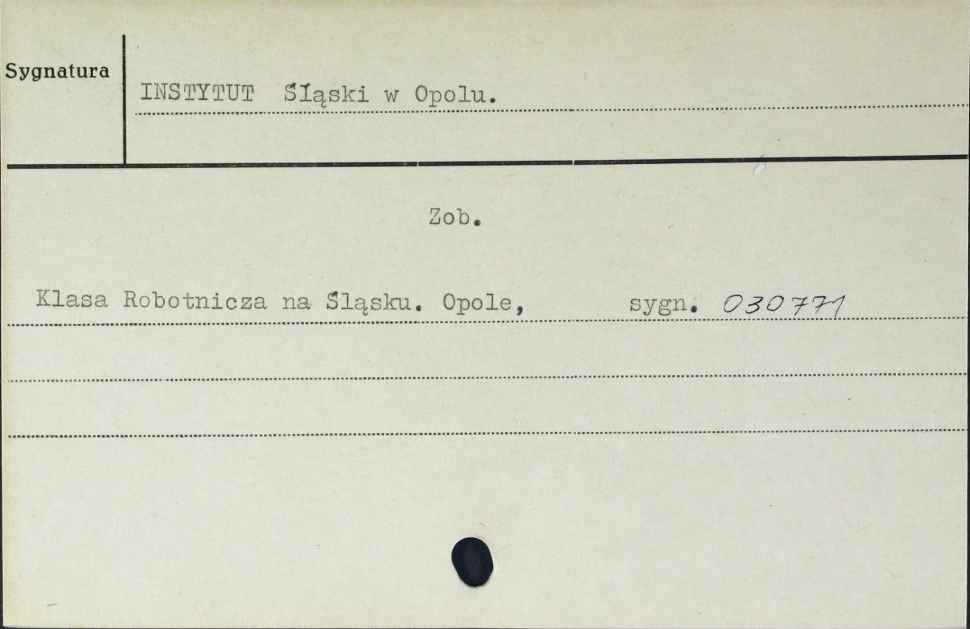 Sygnatura
INSTYTUT Śląski w Opolu.
Zob.
Klasa Robotnicza na Śląsku. Opole, sygn. 030771